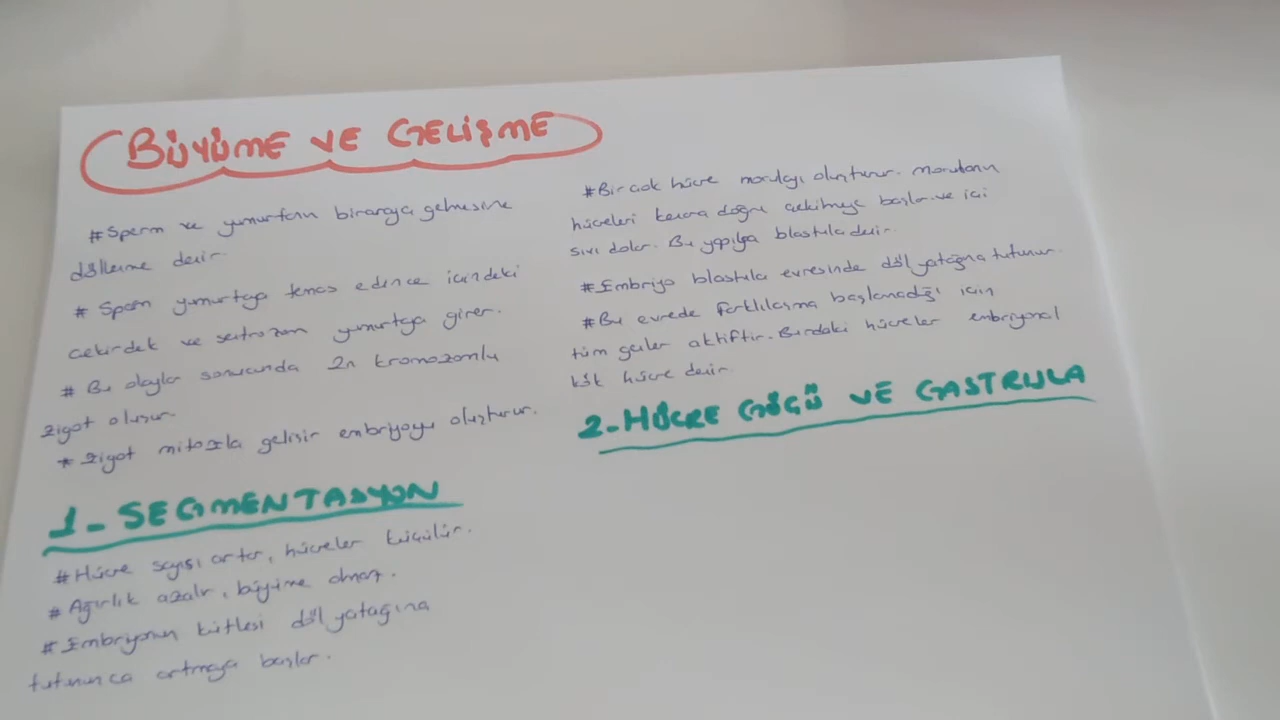 BÜYÜME VE GELİŞME
#Sperm ve yumurtanın biraraya gelmesine
döllenme denir.
# Sperm yumurtaya temas edince içindeki
çekirdek ve sentrozom yumurtaya girer.
# Bu olaylar sonucunda 2n kromozomlu
zigot oluşur.
* Zigot mitozla gelişir embriyoyu oluşturur.
1- SEGMENTASYON
#Hücre sayısı artar, hücreler küçülür.
# Ağırlık azalır, büyüme olmaz.
# Embriyonun kütlesi döl yatağına
tutununca artmaya başlar.
#Birçok hücre morulayı oluşturur. Morulanın
hücreleri kenara doğru çekilmeye başlar ve içi
sıvı dolar. Bu yapıya blastula denir.
#Embriyo blastula evresinde döl yatağına tutunur.
#Bu evrede farklılaşma başlamadığı için
tüm genler aktiftir. Burdaki hücreler embriyonal
kök hücre denir.
2-HÜCRE GÖÇÜ VE GASTRULA